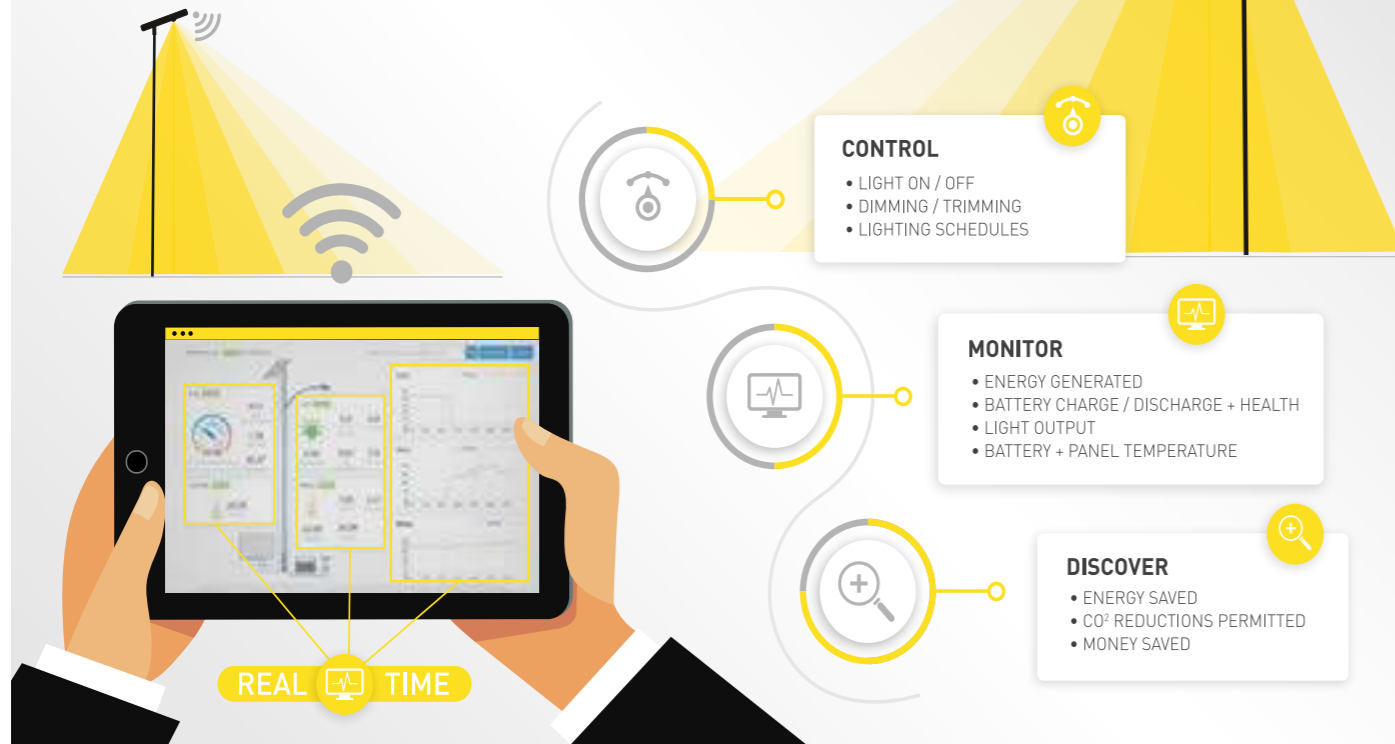 CONTROL
• LIGHT ON / OFF
• DIMMING / TRIMMING
• LIGHTING SCHEDULES
MONITOR
• ENERGY GENERATED
• BATTERY CHARGE / DISCHARGE + HEALTH
• LIGHT OUTPUT
• BATTERY + PANEL TEMPERATURE
DISCOVER
• ENERGY SAVED
• CO² REDUCTIONS PERMITTED
• MONEY SAVED
REAL TIME